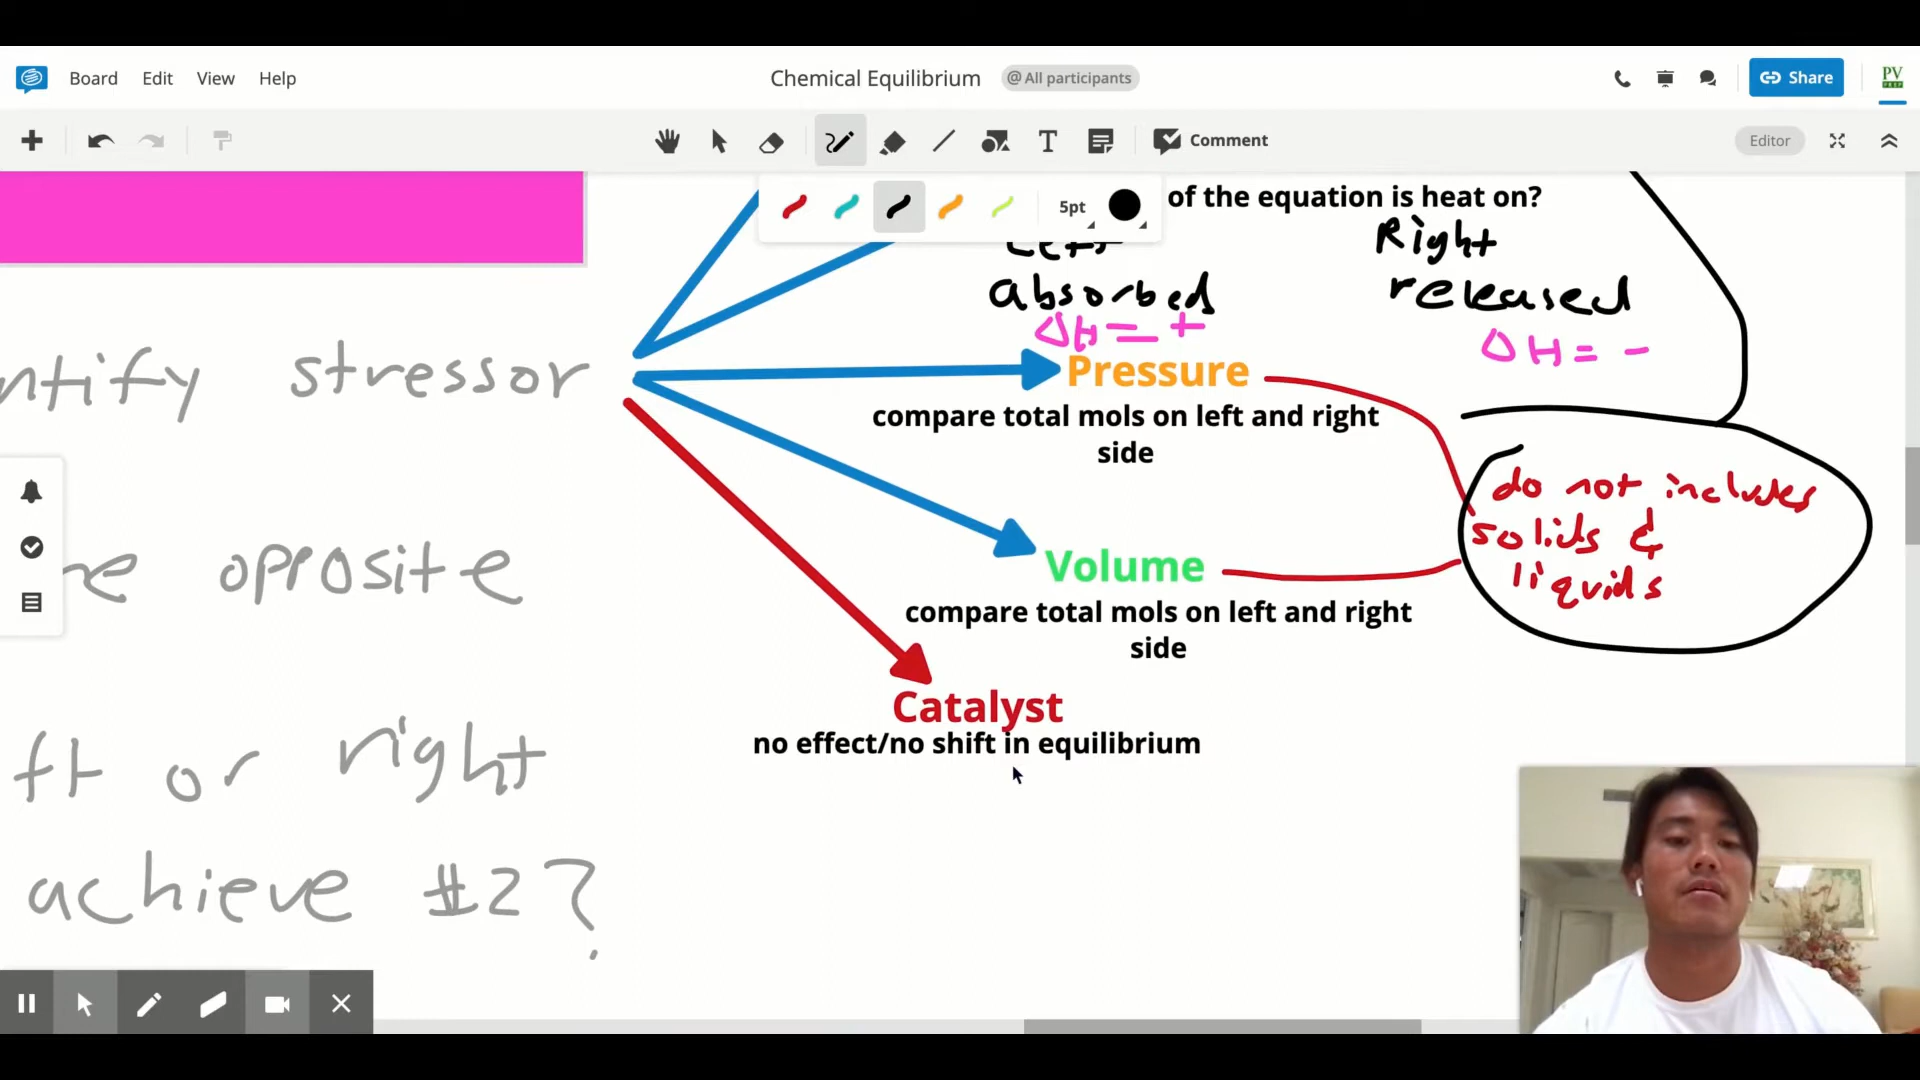 Board Edit View Help
Chemical Equilibrium
@ All participants
Share
PV
PREP
Comment
Editor
5pt
of the equation is heat on?
Left
Right
absorbed
released
ΔH = +
ΔH = -
Pressure
compare total mols on left and right
side
do not includes
solids &
liquids
Volume
compare total mols on left and right
side
Catalyst
no effect/no shift in equilibrium
ntify stressor
e opposite
ft or right
achieve #2?